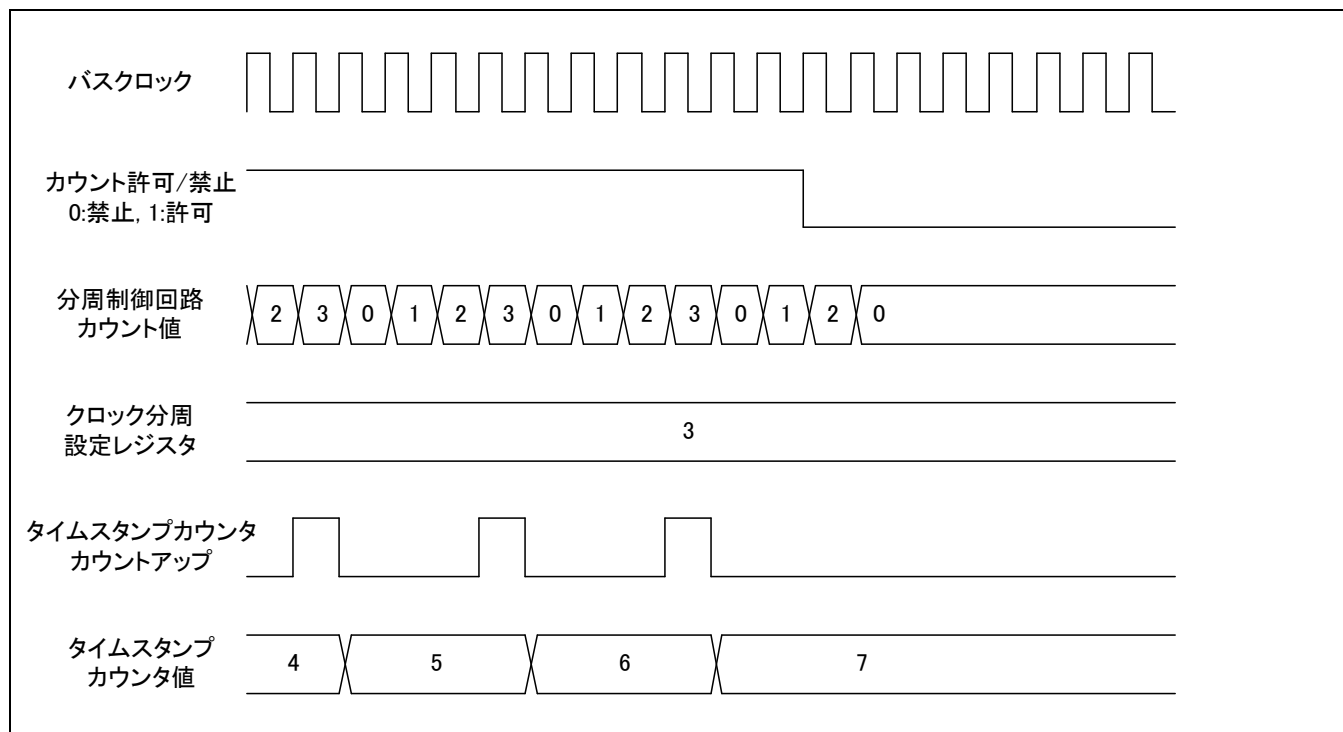 バスクロック
カウント許可/禁止
0:禁止, 1:許可
分周制御回路
カウント値
2 3 0 1 2 3 0 1 2 3 0 1 2 0
クロック分周
設定レジスタ
3
タイムスタンプカウンタ
カウントアップ
タイムスタンプ
カウンタ値
4 5 6 7